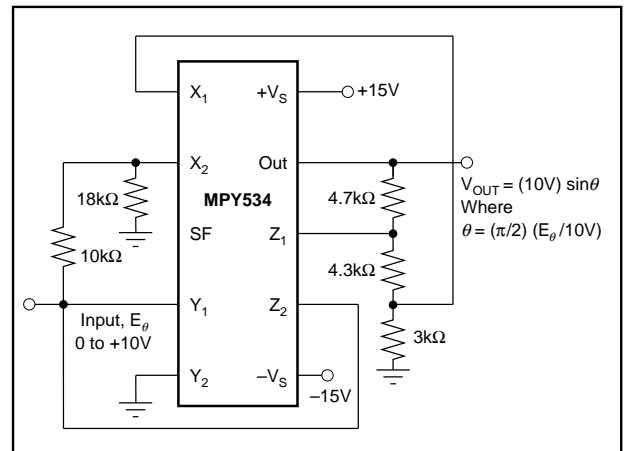 X1
+VS
+15V
X2
Out
18kΩ
MPY534
4.7kΩ
VOUT = (10V) sinθ
Where
θ = (π/2) (Eθ/10V)
SF
Z1
10kΩ
4.3kΩ
Input, Eθ
0 to +10V
Y1
Z2
3kΩ
Y2
–VS
–15V